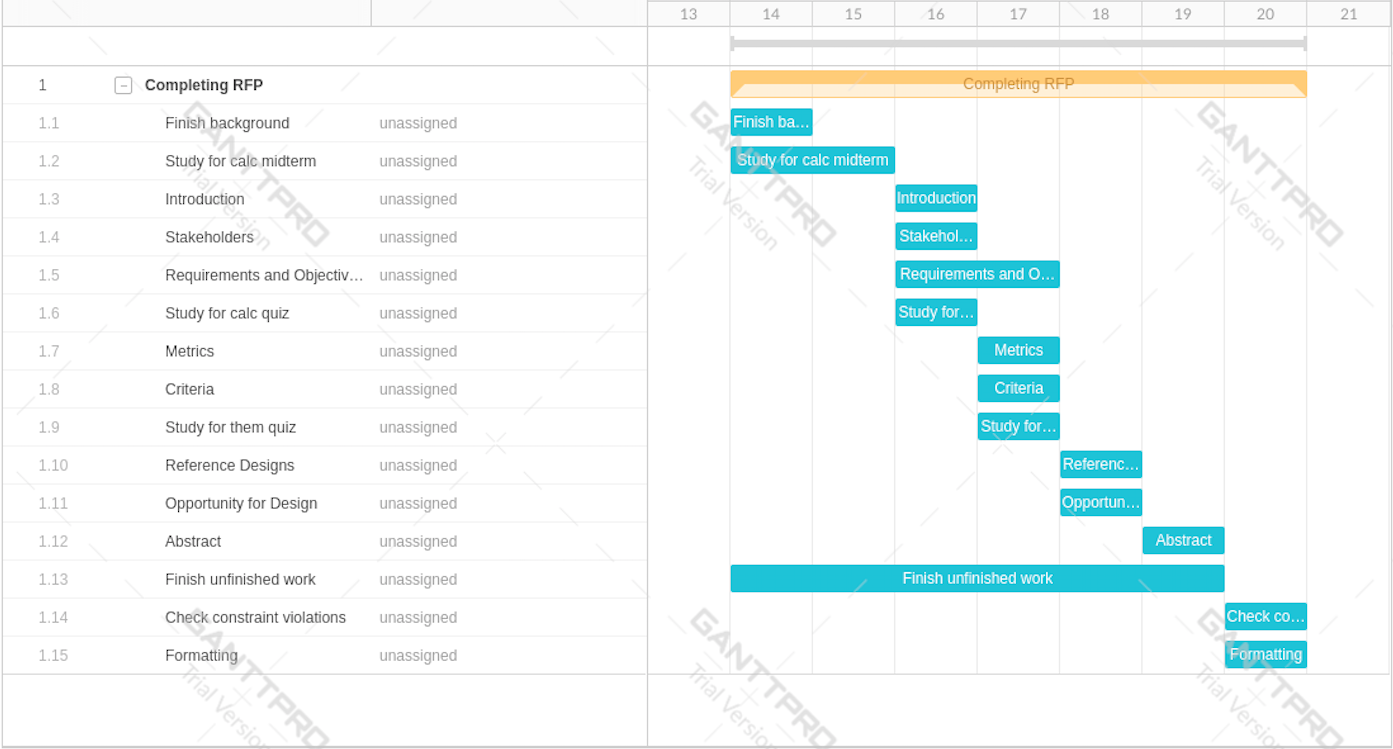 13 14 15 16 17 18 19 20 21
1 Completing RFP Completing RFP
1.1 Finish background unassigned Finish ba...
1.2 Study for calc midterm unassigned Study for calc midterm
1.3 Introduction unassigned Introduction
1.4 Stakeholders unassigned Stakehol...
1.5 Requirements and Objectiv... unassigned Requirements and O...
1.6 Study for calc quiz unassigned Study for...
1.7 Metrics unassigned Metrics
1.8 Criteria unassigned Criteria
1.9 Study for them quiz unassigned Study for...
1.10 Reference Designs unassigned Referenc...
1.11 Opportunity for Design unassigned Opportun...
1.12 Abstract unassigned Abstract
1.13 Finish unfinished work unassigned Finish unfinished work
1.14 Check constraint violations unassigned Check co...
1.15 Formatting unassigned Formatting
GANTTPRO
Trial Version
GANTTPRO
Trial Version
GANTTPRO
Trial Version
GANTTPRO
Trial Version
GANTTPRO
Trial Version
GANTTPRO
Trial Version